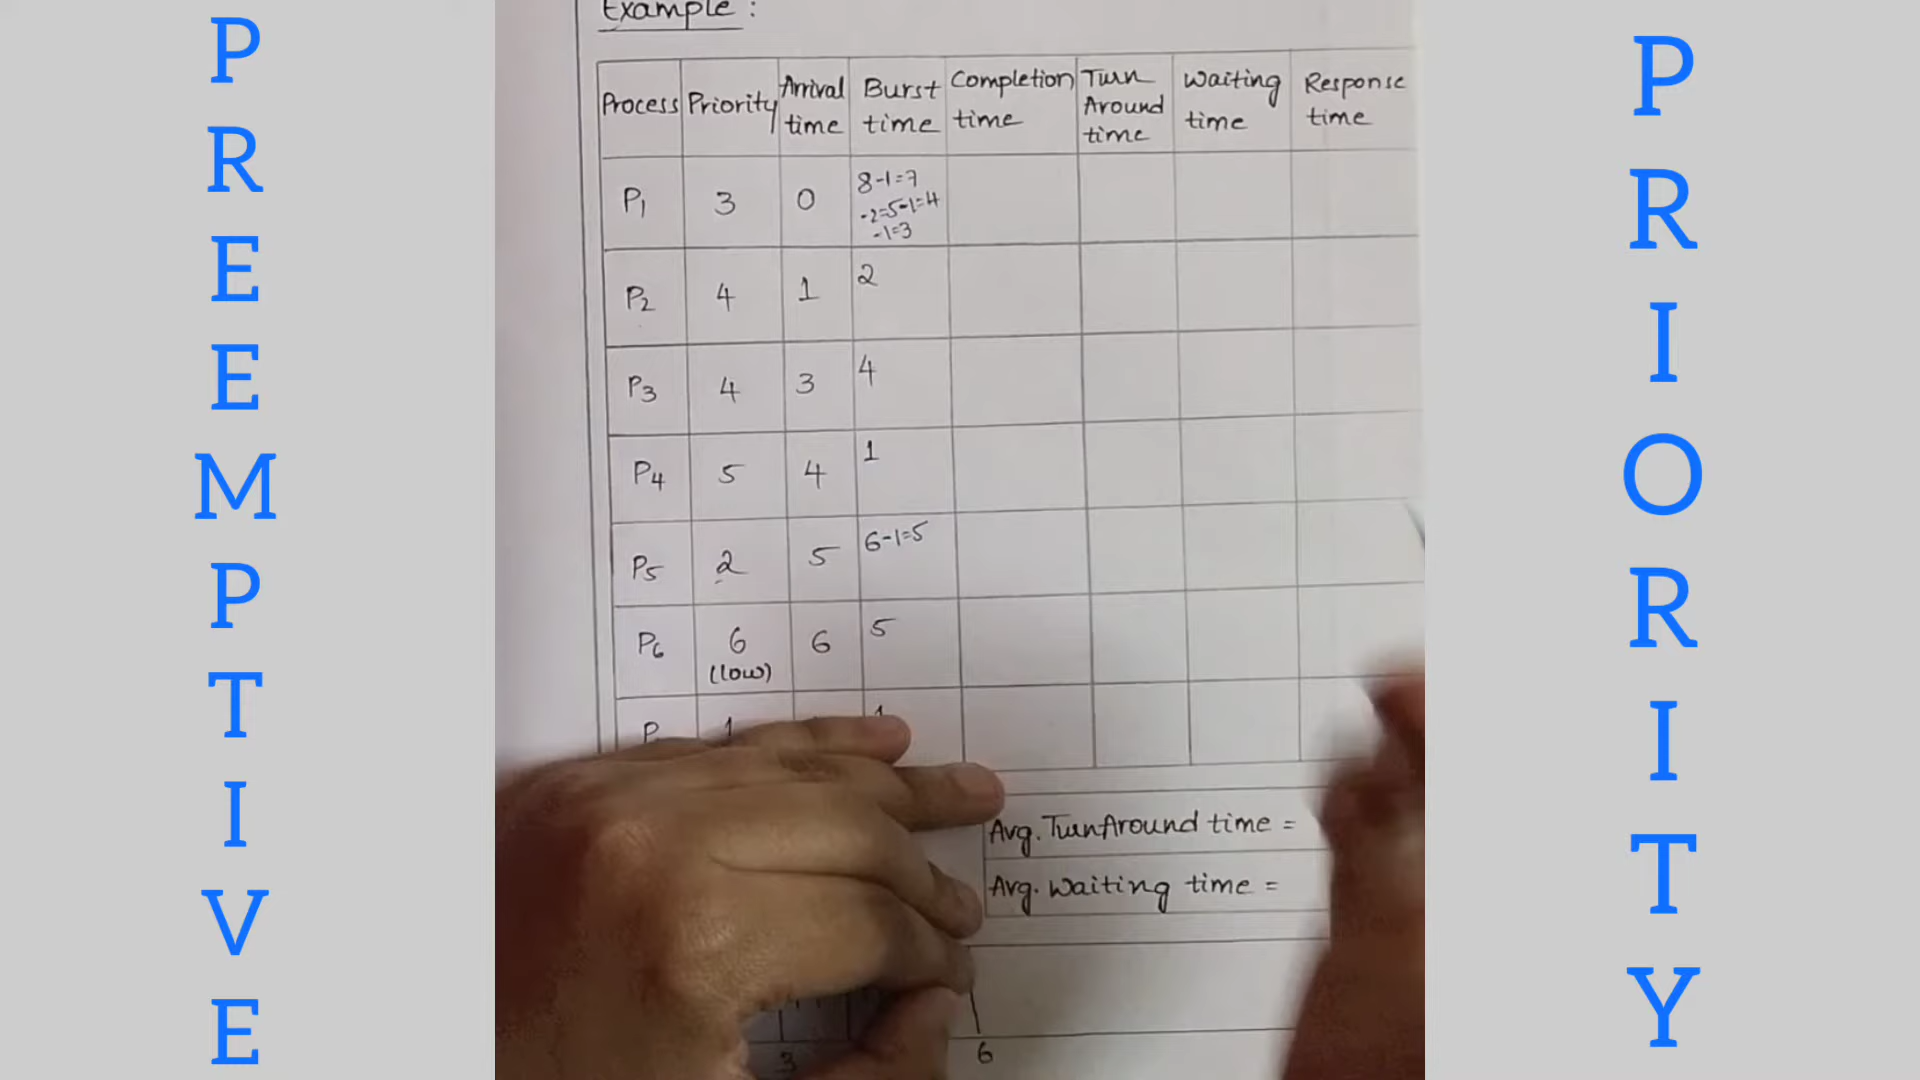 PREEMPTIVE
Example :
Process Priority Arrival time Burst time Completion time Turn Around time Waiting time Response time
P1 3 0 8-1=7
-2=5-1=4
-1=3
P2 4 1 2
P3 4 3 4
P4 5 4 1
P5 2 5 6-1=5
P6 6 (low) 6 5
P 1 1
Avg. TurnAround time =
Avg. Waiting time =
3 6
PRIORITY